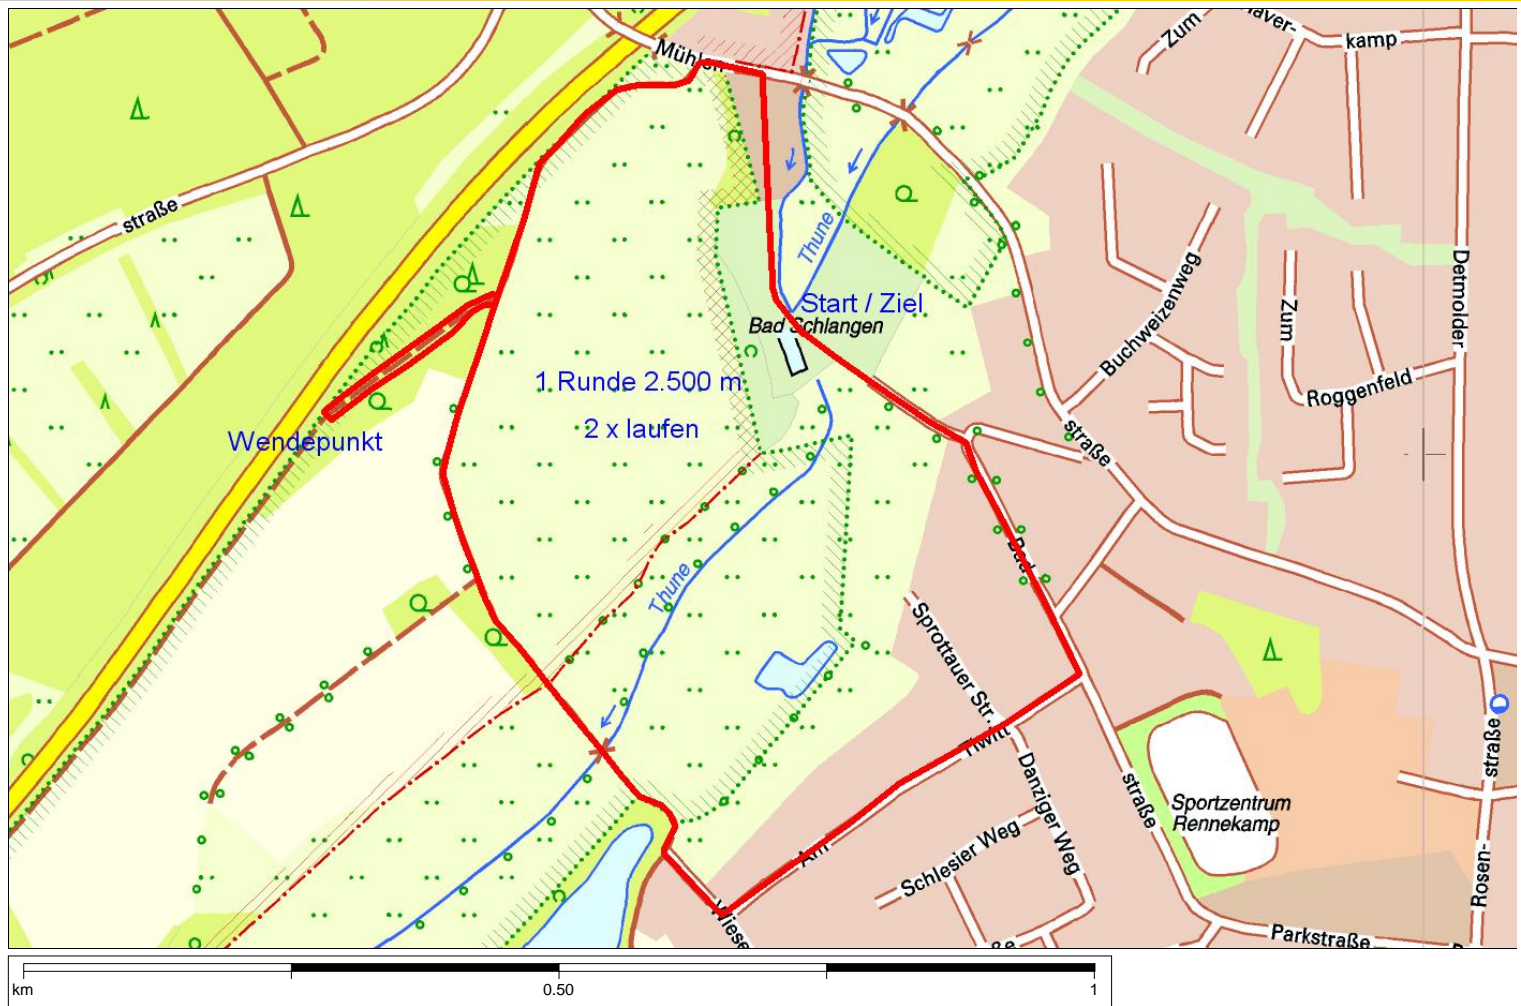 Mühlen
Zum
kamp
straße
Thune
Detmolder
Start / Ziel
Bad Schlangen
Buchweizenweg
Zum
1 Runde 2.500 m
2 x laufen
Roggenfeld
Wendepunkt
straße
Bad
Thune
Sprottauer Str.
Tiwitt
Danziger Weg
straße
straße
Sportzentrum
Rennekamp
Am
Schlesier Weg
Rosen-
Wiese
Parkstraße
km
0.50
1